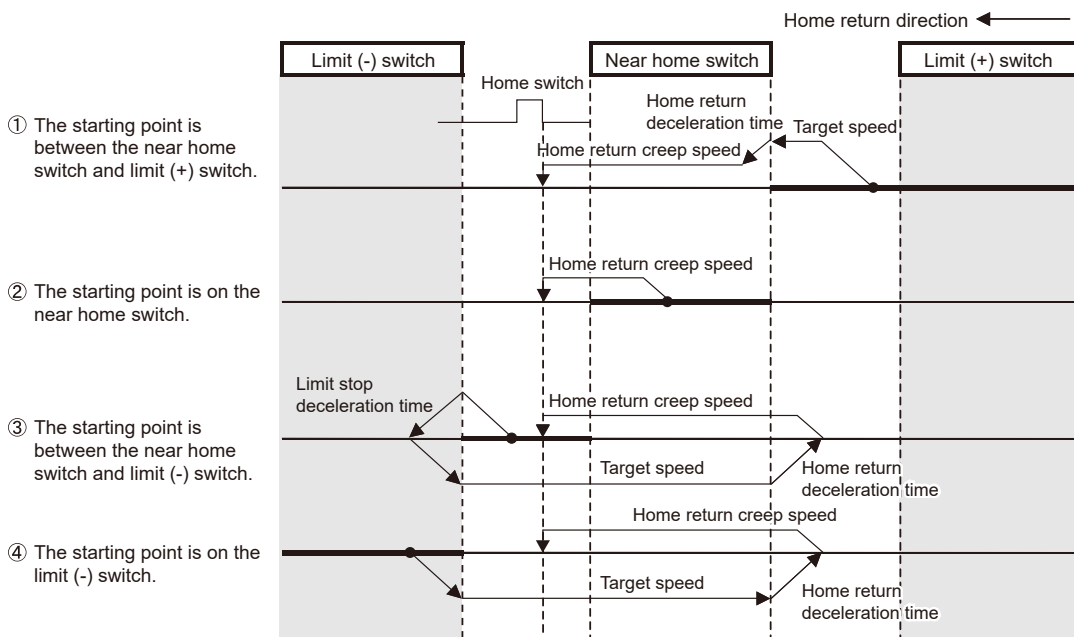 Home return direction
Limit (-) switch
Near home switch
Limit (+) switch
Home switch
Home return
deceleration time
Target speed
Home return creep speed
① The starting point is
between the near home
switch and limit (+) switch.
Home return creep speed
② The starting point is on the
near home switch.
Limit stop
deceleration time
Home return creep speed
③ The starting point is
between the near home
switch and limit (-) switch.
Target speed
Home return
deceleration time
Home return creep speed
④ The starting point is on the
limit (-) switch.
Target speed
Home return
deceleration time